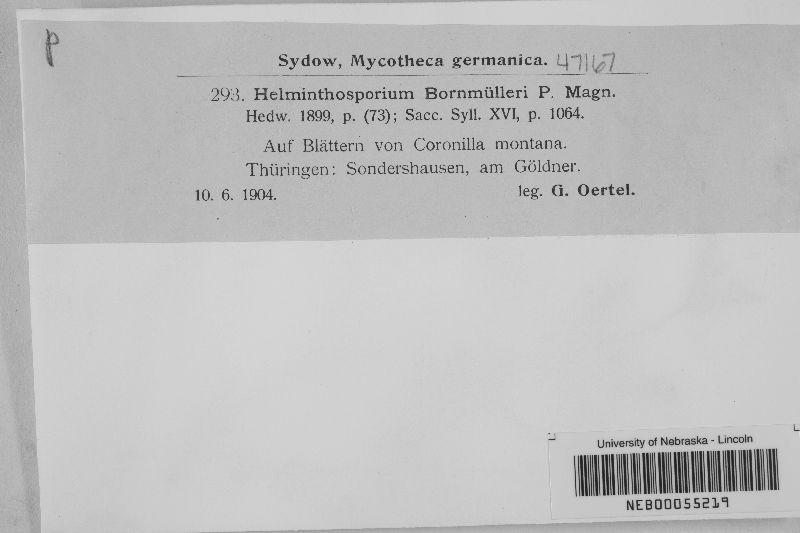 P
Sydow, Mycotheca germanica. 47167
293. Helminthosporium Bornmülleri P. Magn.
Hedw. 1899, p. (73); Sacc. Syll. XVI, p. 1064.
Auf Blättern von Coronilla montana.
Thüringen: Sondershausen, am Göldner.
10. 6. 1904. leg. G. Oertel.
University of Nebraska - Lincoln
NEB00055219